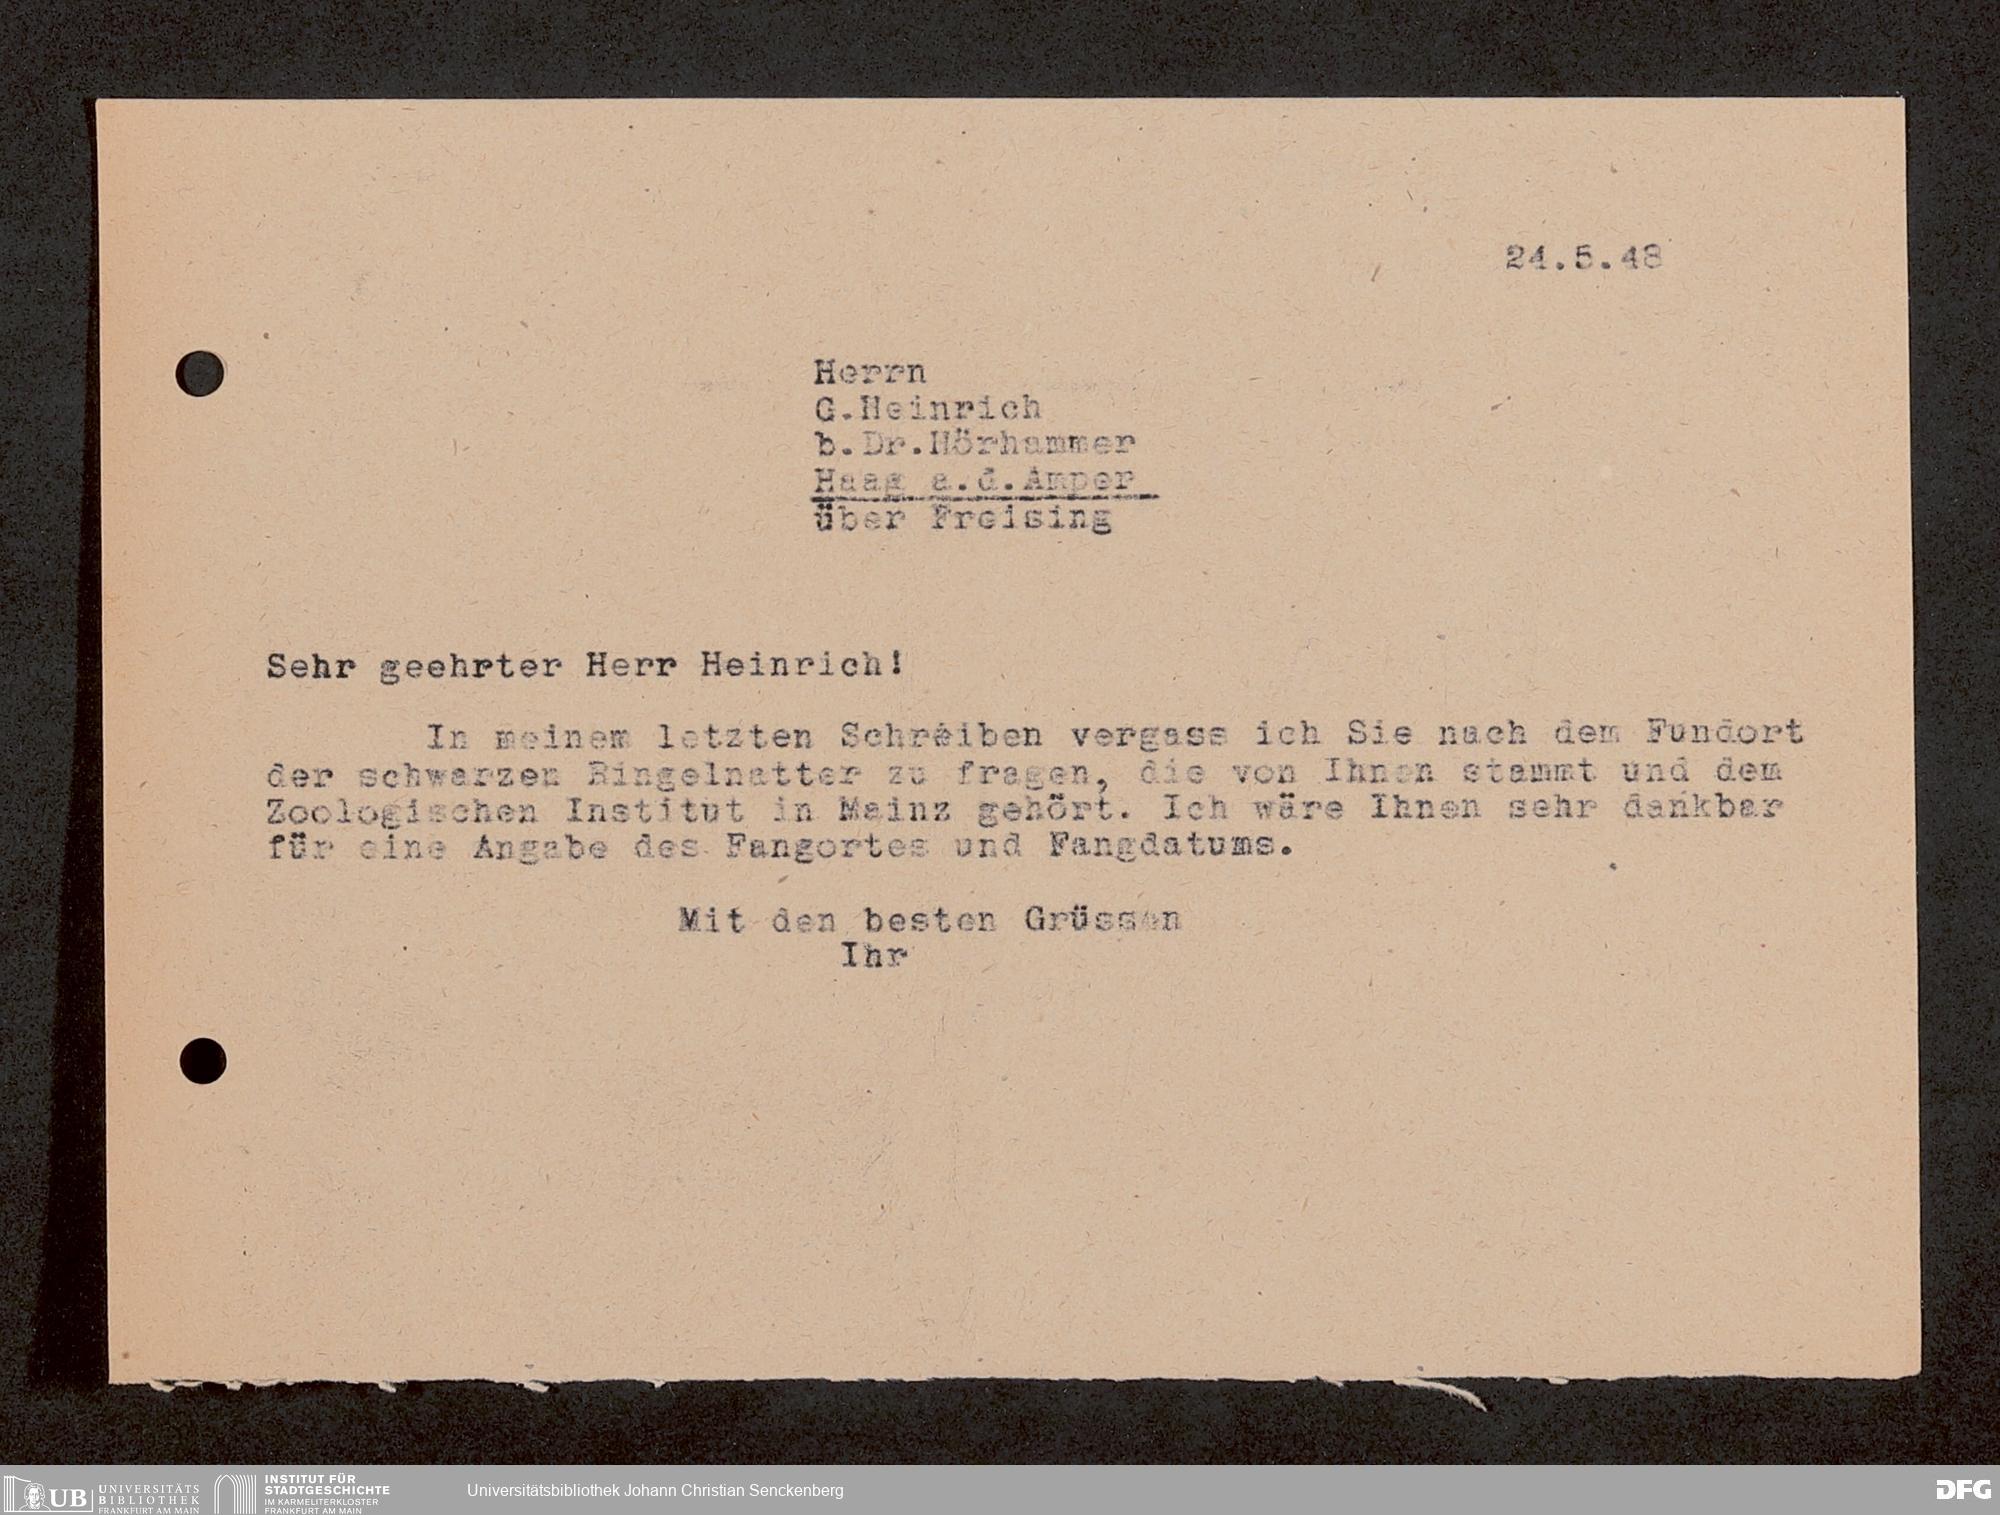 24.5.48
Herrn
G.Heinrich
b.Dr.Hörhammer
Haag a.d.Amper
über Freising
Sehr geehrter Herr Heinrich!
In meinem letzten Schreiben vergass ich Sie nach dem Fundort
der schwarzen Ringelnatter zu fragen, die von Ihnen stammt und dem
Zoologischen Institut in Mainz gehört. Ich wäre Ihnen sehr dankbar
für eine Angabe des Fangortes und Fangdatums.
Mit den besten Grüssen
Ihr
UB UNIVERSITÄTS
BIBLIOTHEK
FRANKFURT AM MAIN
INSTITUT FÜR
STADTGESCHICHTE
IM KARMELITERKLOSTER
FRANKFURT AM MAIN
Universitätsbibliothek Johann Christian Senckenberg
DFG